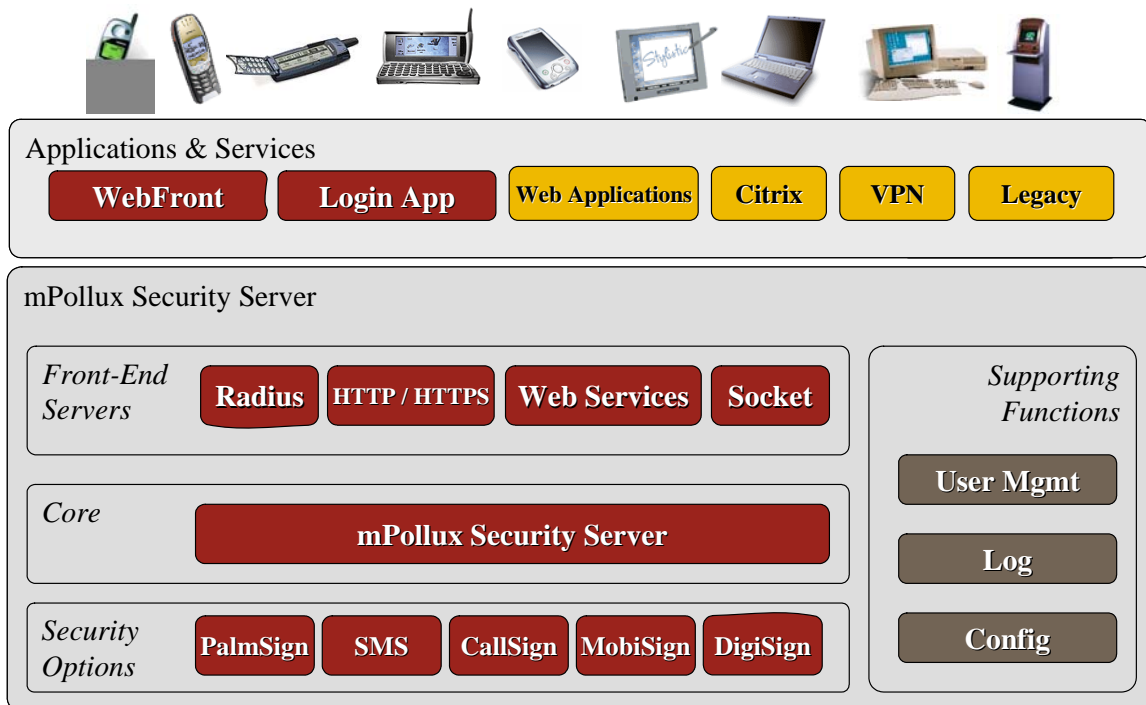 Stylistic
Applications & Services
WebFront
Login App
Web Applications
Citrix
VPN
Legacy
mPollux Security Server
Front-End
Servers
Radius
HTTP / HTTPS
Web Services
Socket
Supporting
Functions
User Mgmt
Log
Config
Core
mPollux Security Server
Security
Options
PalmSign
SMS
CallSign
MobiSign
DigiSign